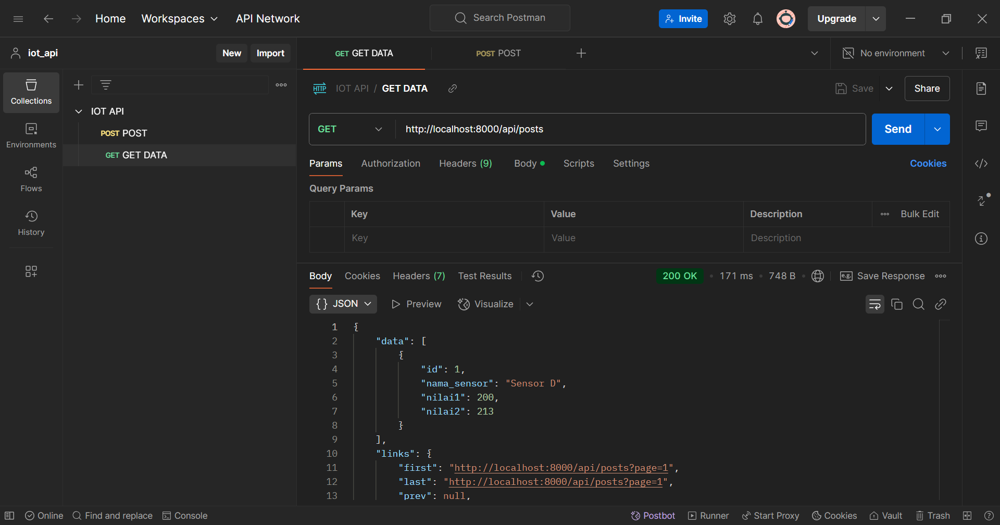 Home Workspaces API Network Search Postman Invite Upgrade
iot_api New Import GET GET DATA POST POST No environment
Collections
Environments
Flows
History
IOT API
POST POST
GET GET DATA
HTTP IOT API / GET DATA Save Share
GET http://localhost:8000/api/posts Send
Params Authorization Headers (9) Body Scripts Settings Cookies
Query Params
Key Value Description Bulk Edit
Key Value Description
Body Cookies Headers (7) Test Results 200 OK • 171 ms • 748 B • e.g. Save Response
{} JSON Preview Visualize
1 {
2 "data": [
3 {
4 "id": 1,
5 "nama_sensor": "Sensor D",
6 "nilai1": 200,
7 "nilai2": 213
8 }
9 ],
10 "links": {
11 "first": "http://localhost:8000/api/posts?page=1",
12 "last": "http://localhost:8000/api/posts?page=1",
13 "prev": null,
Online Find and replace Console Postbot Runner Start Proxy Cookies Vault Trash